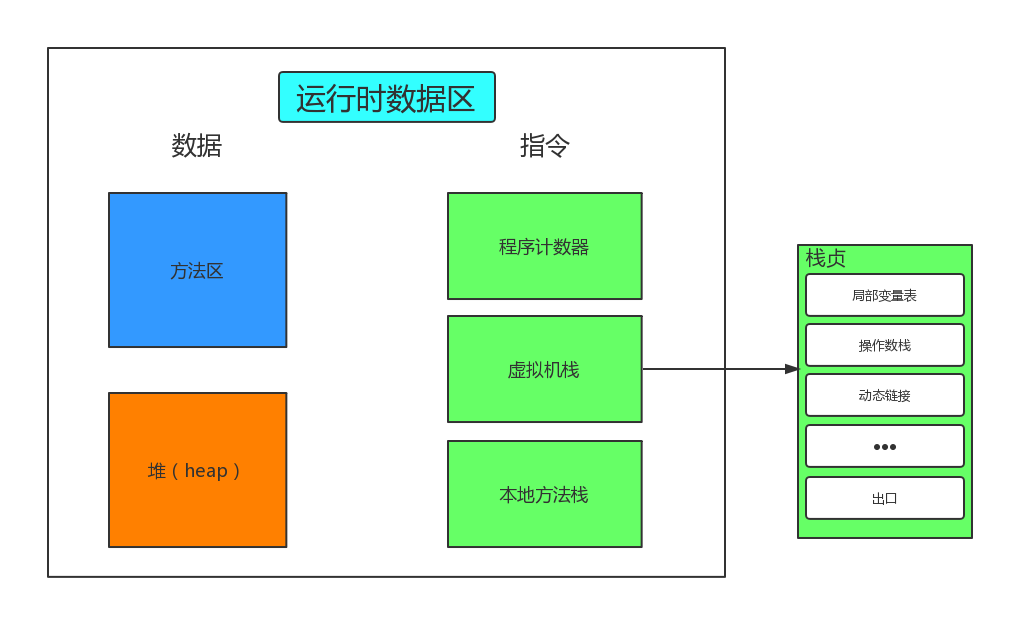 运行时数据区
数据
指令
方法区
堆（heap）
程序计数器
虚拟机栈
本地方法栈
栈贞
局部变量表
操作数栈
动态链接
•••
出口